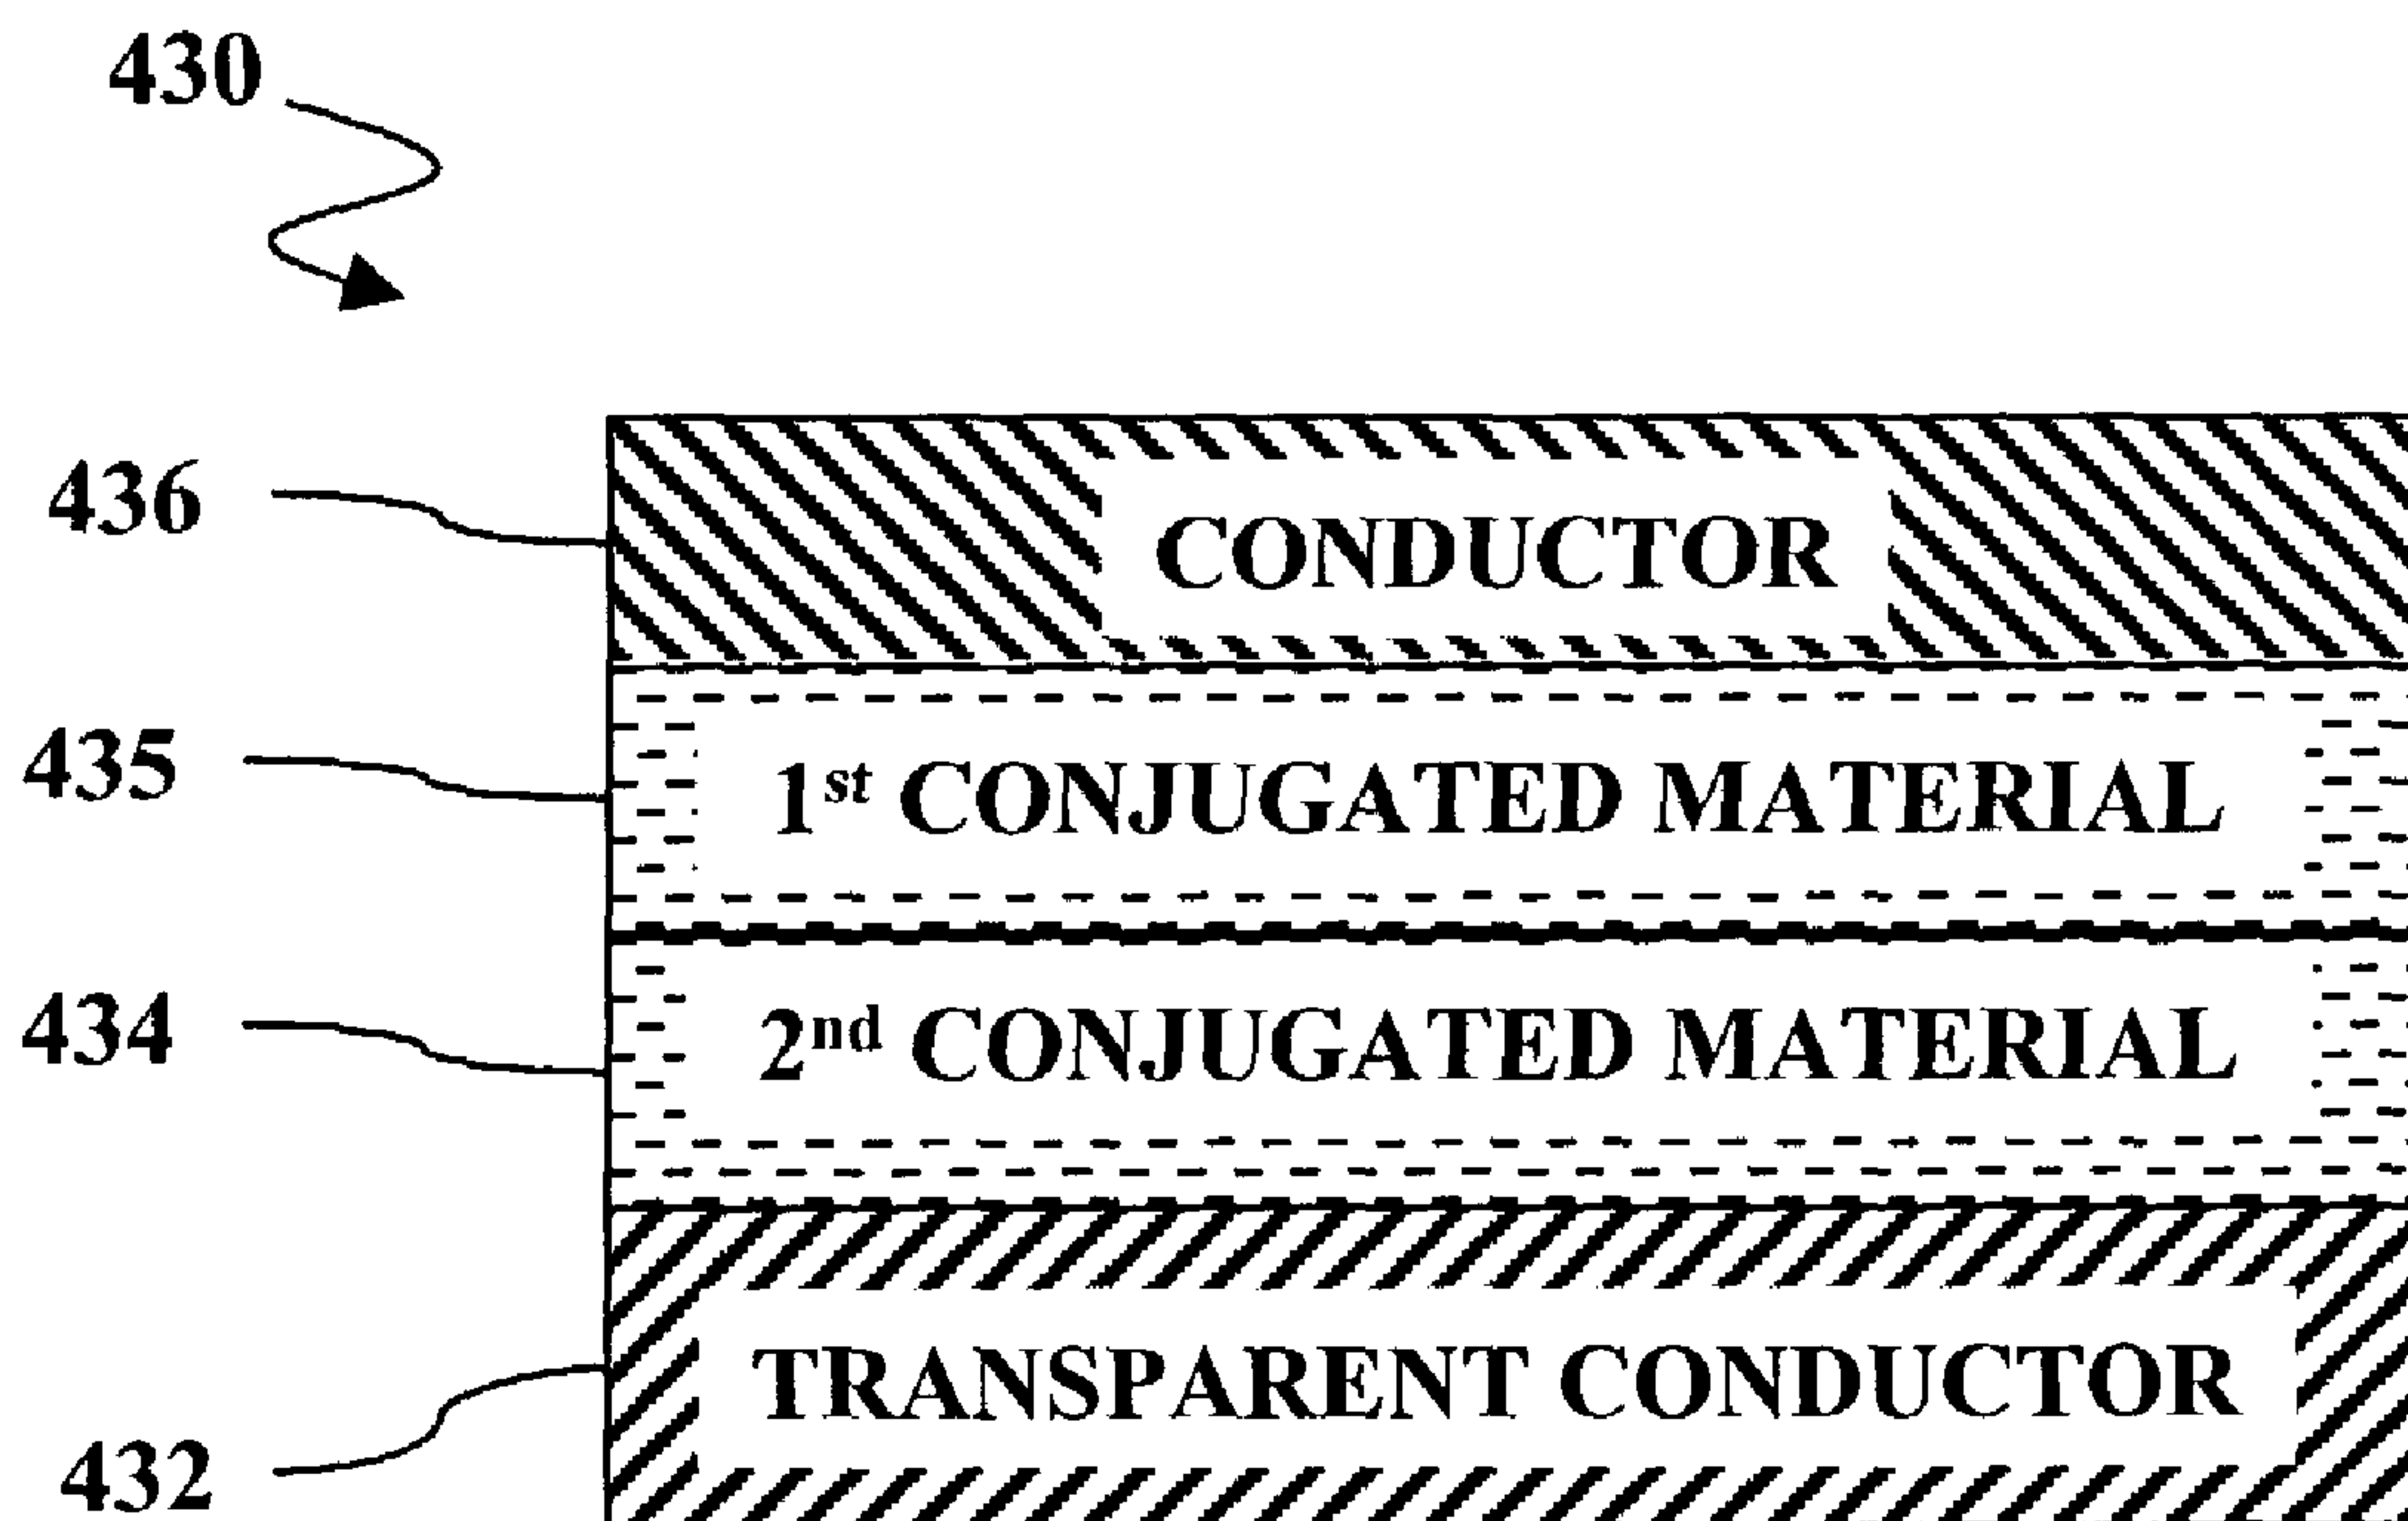 430
436
CONDUCTOR
435
1st CONJUGATED MATERIAL
434
2nd CONJUGATED MATERIAL
TRANSPARENT CONDUCTOR
432